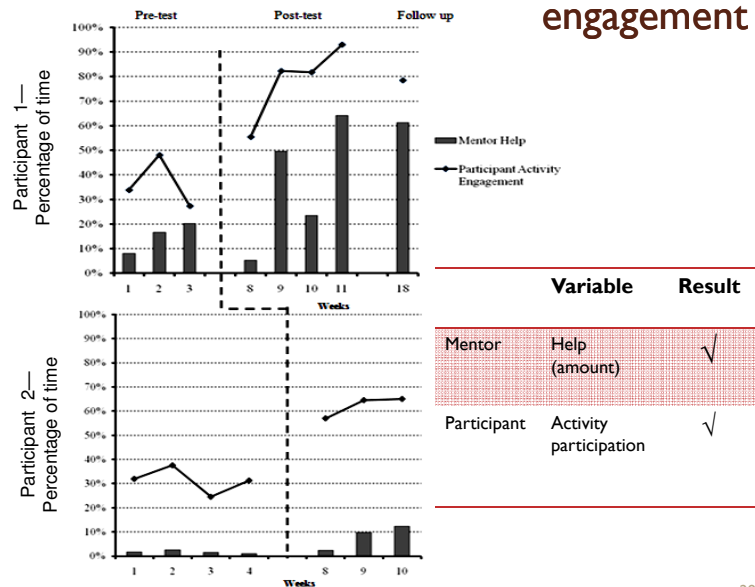 engagement
Pre-test Post-test Follow up
Participant 1—
Percentage of time
100%
90%
80%
70%
60%
50%
40%
30%
20%
10%
0%
1 2 3 8 9 10 11 18
Weeks
Mentor Help
Participant Activity
Engagement
Participant 2—
Percentage of time
100%
90%
80%
70%
60%
50%
40%
30%
20%
10%
0%
1 2 3 4 8 9 10
Weeks
Variable Result
Mentor Help
(amount) √
Participant Activity
participation √